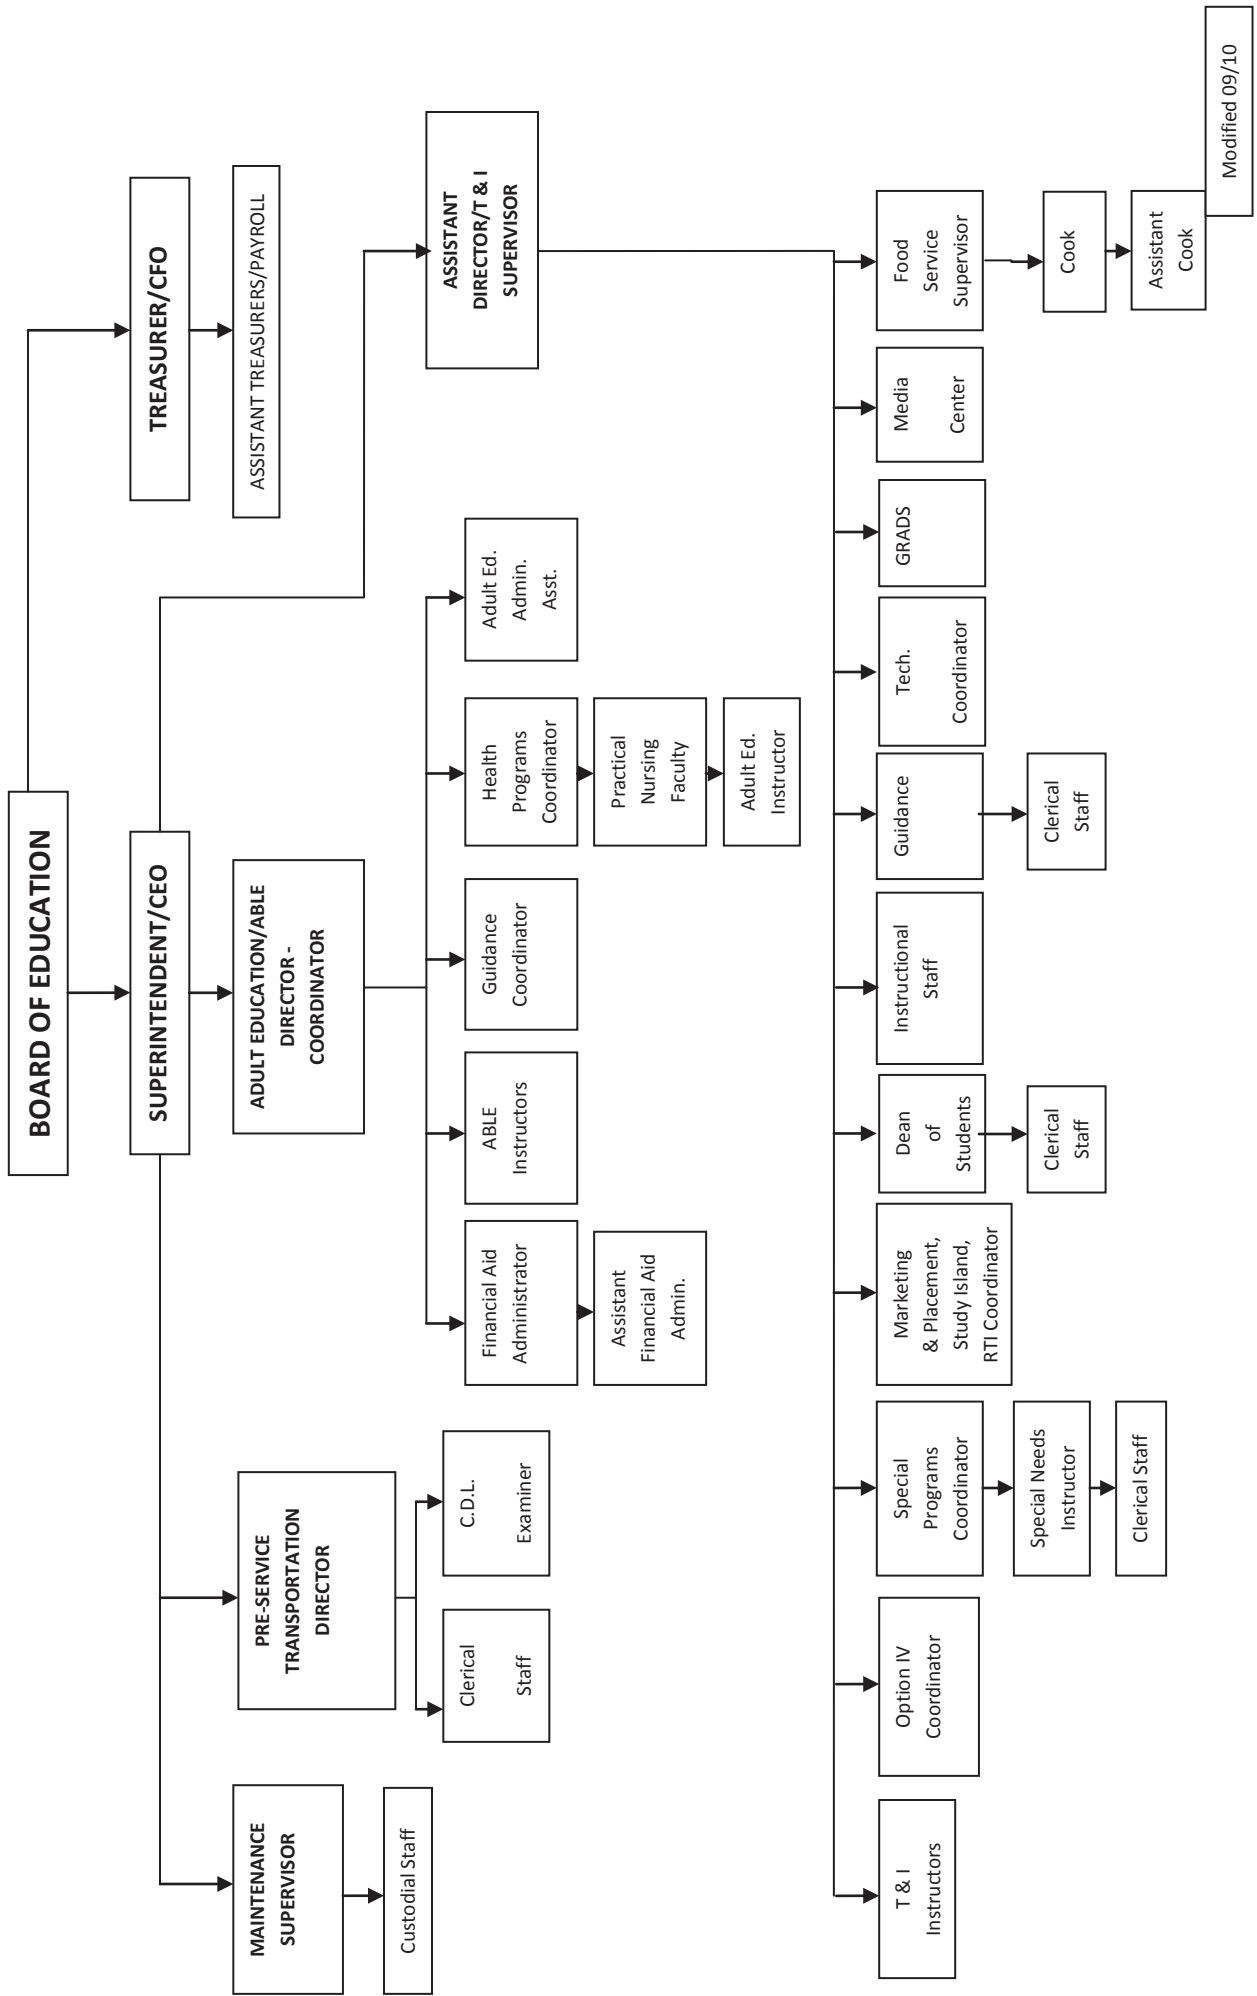 BOARD OF EDUCATION
SUPERINTENDENT/CEO
TREASURER/CFO
MAINTENANCE
SUPERVISOR
PRE-SERVICE
TRANSPORTATION
DIRECTOR
ADULT EDUCATION/ABLE
DIRECTOR -
COORDINATOR
ASSISTANT TREASURERS/PAYROLL
Custodial Staff
Clerical
Staff
C.D.L.
Examiner
ASSISTANT
DIRECTOR/T & I
SUPERVISOR
Financial Aid
Administrator
ABLE
Instructors
Guidance
Coordinator
Health
Programs
Coordinator
Adult Ed.
Admin.
Asst.
Assistant
Financial Aid
Admin.
Practical
Nursing
Faculty
Adult Ed.
Instructor
T & I
Instructors
Option IV
Coordinator
Special
Programs
Coordinator
Marketing
& Placement,
Study Island,
RTI Coordinator
Dean
of
Students
Instructional
Staff
Guidance
Tech.
Coordinator
GRADS
Media
Center
Food
Service
Supervisor
Special Needs
Instructor
Clerical
Staff
Clerical
Staff
Cook
Clerical Staff
Assistant
Cook
Modified 09/10